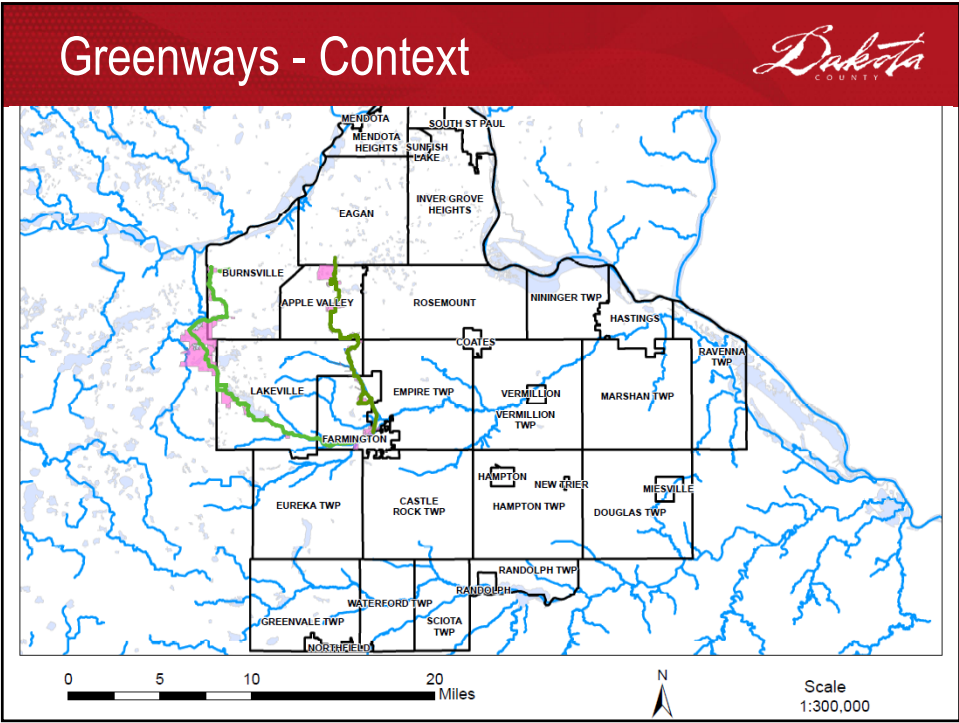 Greenways - Context
Dakota
COUNTY
MENDOTA
SOUTH ST PAUL
MENDOTA
HEIGHTS
SUNFISH
LAKE
INVER GROVE
HEIGHTS
EAGAN
BURNSVILLE
APPLE VALLEY
ROSEMOUNT
NININGER TWP
HASTINGS
COATES
RAVENNA
TWP
LAKEVILLE
EMPIRE TWP
VERMILLION
MARSHAN TWP
VERMILLION
TWP
FARMINGTON
HAMPTON
NEW TRIER
MIESVILLE
EUREKA TWP
CASTLE
ROCK TWP
HAMPTON TWP
DOUGLAS TWP
RANDOLPH TWP
RANDOLPH
WATERFORD TWP
GREENVALE TWP
SCIOTA
TWP
NORTHFIELD
0 5 10 20
Miles
N
Scale
1:300,000